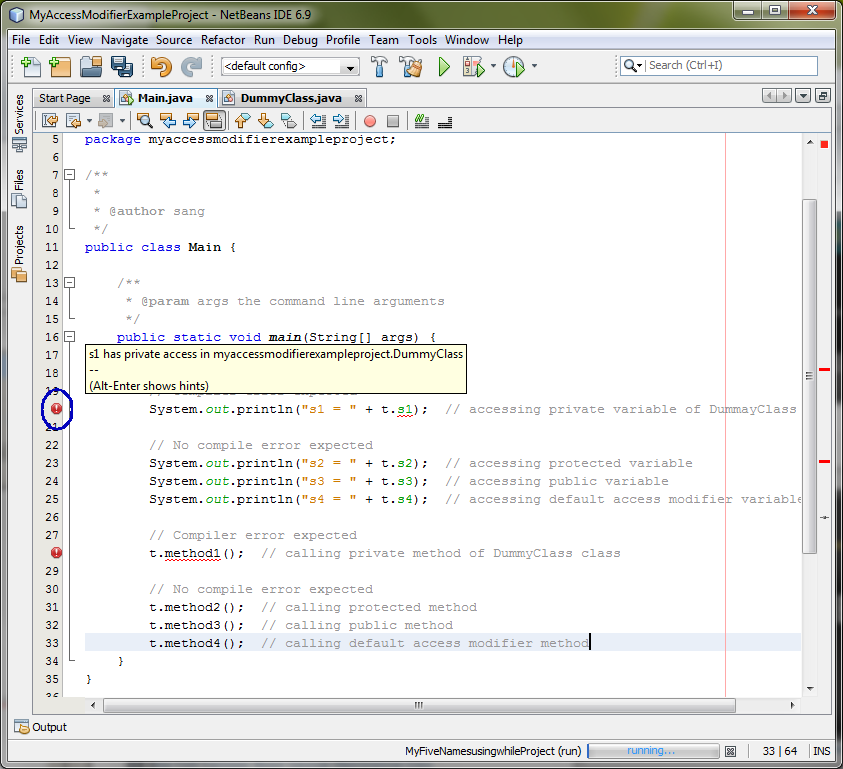 MyAccessModifierExampleProject - NetBeans IDE 6.9
File Edit View Navigate Source Refactor Run Debug Profile Team Tools Window Help
<default config> Search (Ctrl+I)
Start Page Main.java DummyClass.java
Services
Files
Projects
5 package myaccessmodifierexampleproject;
6
7 /**
8 *
9 * @author sang
10 */
11 public class Main {
12
13 /**
14 * @param args the command line arguments
15 */
16 public static void main(String[] args) {
17 s1 has private access in myaccessmodifierexampleproject.DummyClass
18 --
(Alt-Enter shows hints)
System.out.println("s1 = " + t.s1); // accessing private variable of DummayClass
21
22 // No compile error expected
23 System.out.println("s2 = " + t.s2); // accessing protected variable
24 System.out.println("s3 = " + t.s3); // accessing public variable
25 System.out.println("s4 = " + t.s4); // accessing default access modifier variable
26
27 // Compiler error expected
t.method1(); // calling private method of DummyClass class
29
30 // No compile error expected
31 t.method2(); // calling protected method
32 t.method3(); // calling public method
33 t.method4(); // calling default access modifier method
34 }
35 }
Output
MyFiveNamesusingwhileProject (run) running... 33 | 64 INS